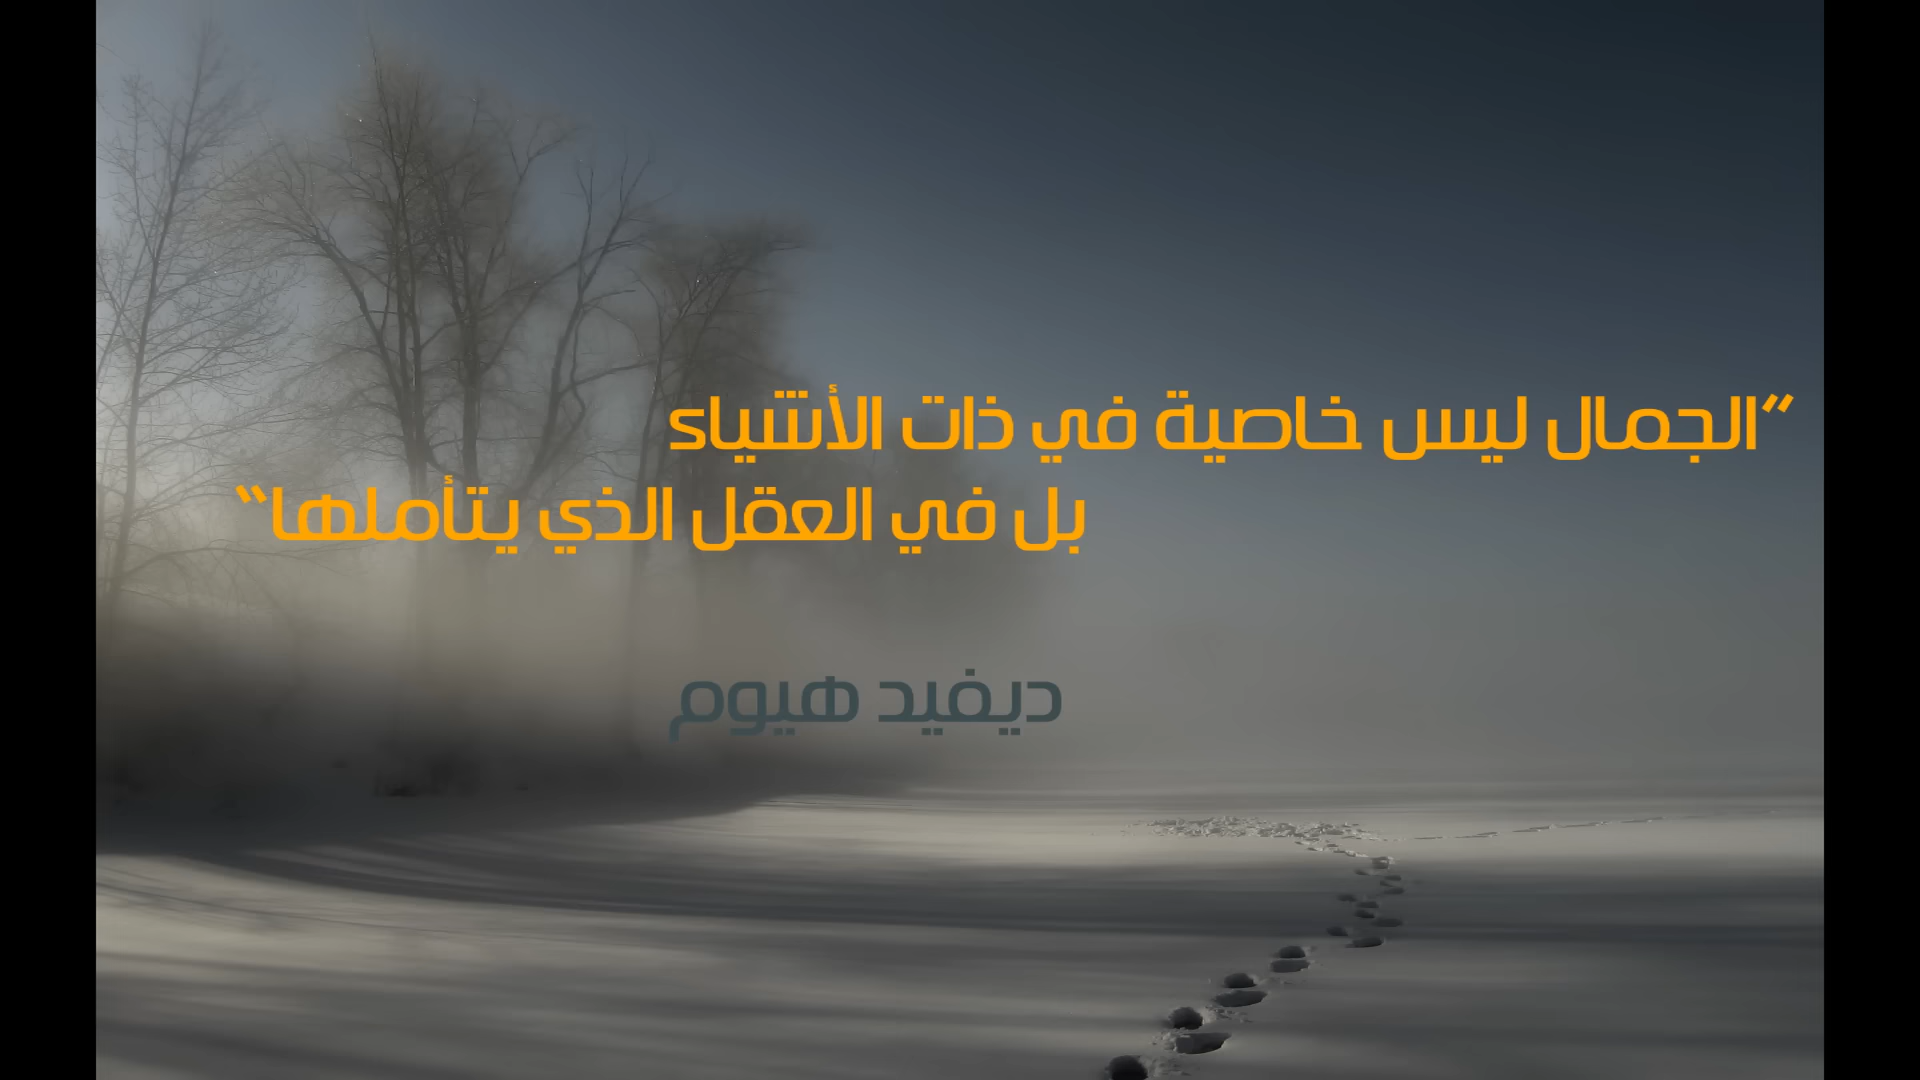 "الجمال ليس خاصية في ذات الأشياء
بل في العقل الذي يتأملها"
ديفيد هيوم